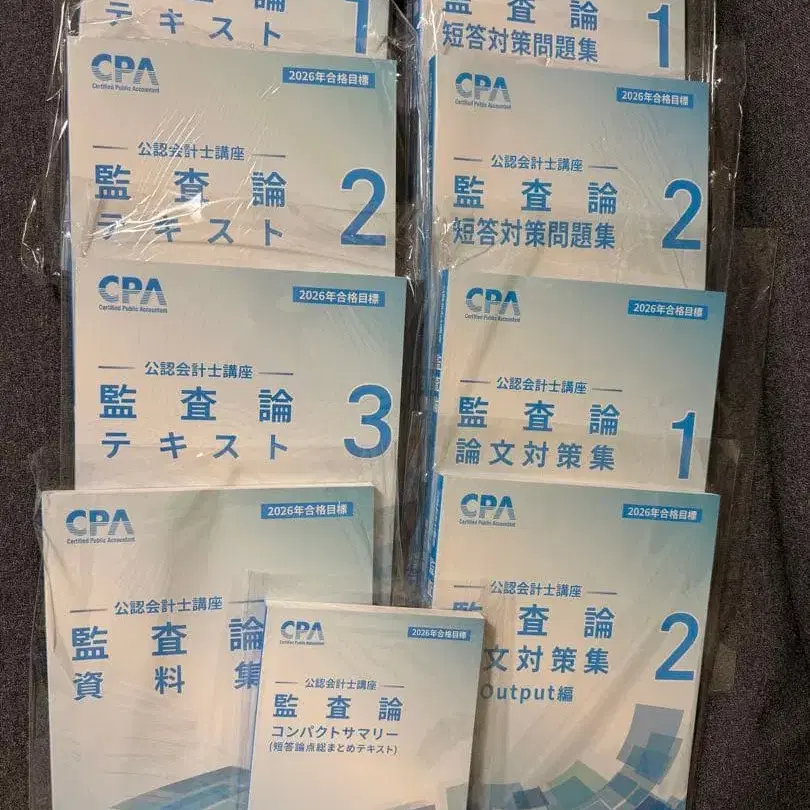 監査論
テキスト
1
監査論
短答対策問題集
1
CPA
Certified Public Accountant
2026年合格目標
公認会計士講座
監査論
テキスト
2
CPA
Certified Public Accountant
2026年合格目標
公認会計士講座
監査論
短答対策問題集
2
CPA
Certified Public Accountant
2026年合格目標
公認会計士講座
監査論
テキスト
3
CPA
Certified Public Accountant
2026年合格目標
公認会計士講座
監査論
論文対策集
1
CPA
Certified Public Accountant
2026年合格目標
公認会計士講座
監査論
資料集
CPA
Certified Public Accountant
2026年合格目標
公認会計士講座
監査論
文対策集
2
Output編
CPA
Certified Public Accountant
2026年合格目標
公認会計士講座
監査論
コンパクトサマリー
(短答論点総まとめテキスト)